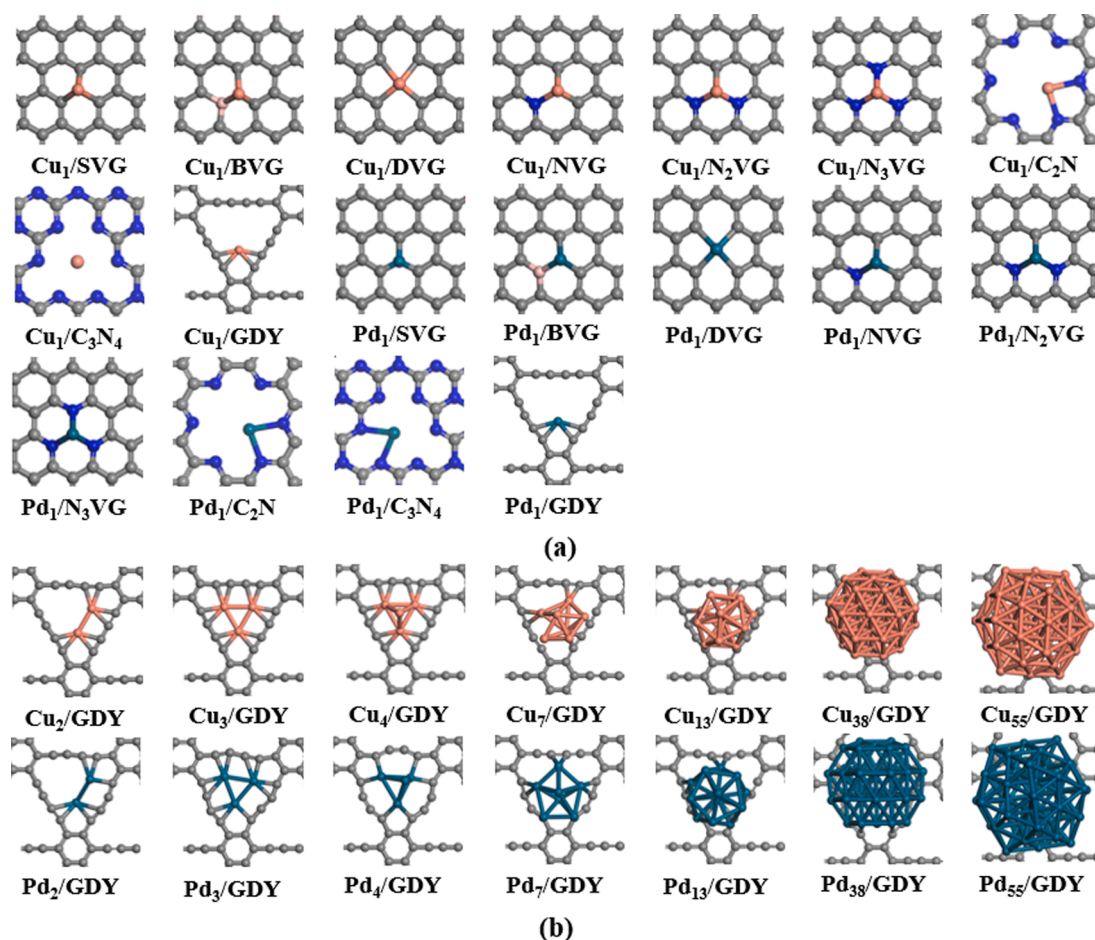 Cu₁/SVG Cu₁/BVG Cu₁/DVG Cu₁/NVG Cu₁/N₂VG Cu₁/N₃VG Cu₁/C₂N
Cu₁/C₃N₄ Cu₁/GDY Pd₁/SVG Pd₁/BVG Pd₁/DVG Pd₁/NVG Pd₁/N₂VG
Pd₁/N₃VG Pd₁/C₂N Pd₁/C₃N₄ Pd₁/GDY
(a)
Cu₂/GDY Cu₃/GDY Cu₄/GDY Cu₇/GDY Cu₁₃/GDY Cu₃₈/GDY Cu₅₅/GDY
Pd₂/GDY Pd₃/GDY Pd₄/GDY Pd₇/GDY Pd₁₃/GDY Pd₃₈/GDY Pd₅₅/GDY
(b)